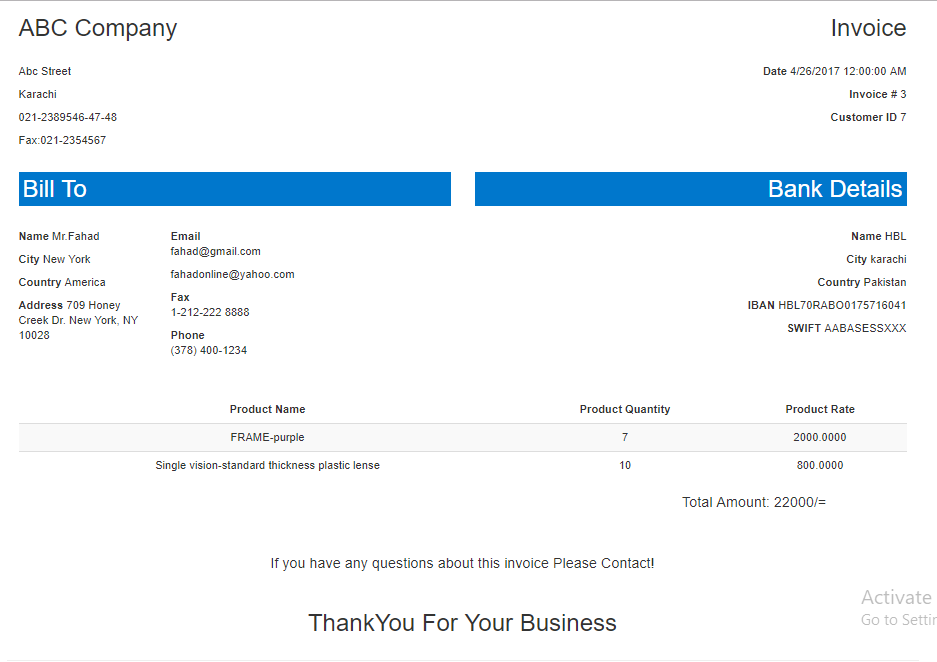 ABC Company
Invoice
Abc Street
Date 4/26/2017 12:00:00 AM
Karachi
Invoice # 3
021-2389546-47-48
Customer ID 7
Fax:021-2354567
Bill To
Bank Details
Name Mr.Fahad
City New York
Country America
Address 709 Honey
Creek Dr. New York, NY
10028
Email
fahad@gmail.com
fahadonline@yahoo.com
Fax
1-212-222 8888
Phone
(378) 400-1234
Name HBL
City karachi
Country Pakistan
IBAN HBL70RABO0175716041
SWIFT AABASESSXXX
Product Name Product Quantity Product Rate
FRAME-purple 7 2000.0000
Single vision-standard thickness plastic lense 10 800.0000
Total Amount: 22000/=
If you have any questions about this invoice Please Contact!
ThankYou For Your Business
Activate
Go to Settin